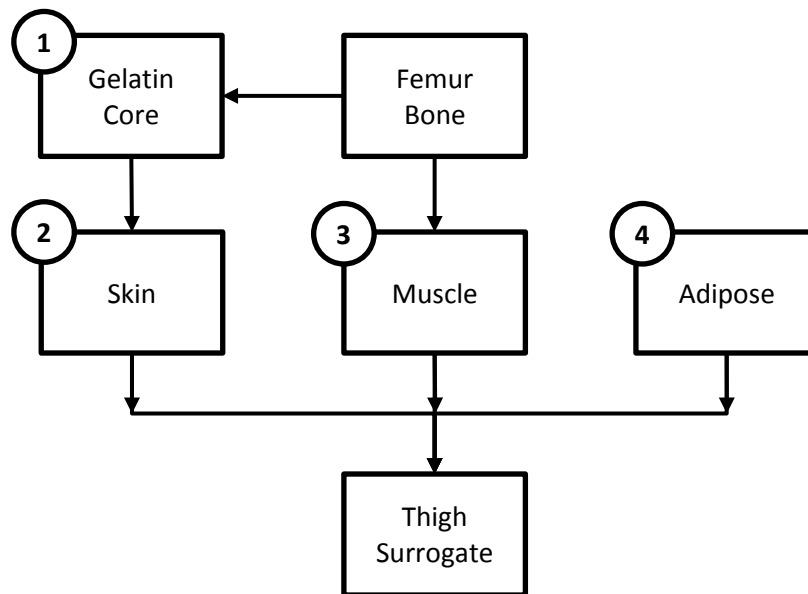 1
Gelatin
Core
Femur
Bone
2
Skin
3
Muscle
4
Adipose
Thigh
Surrogate